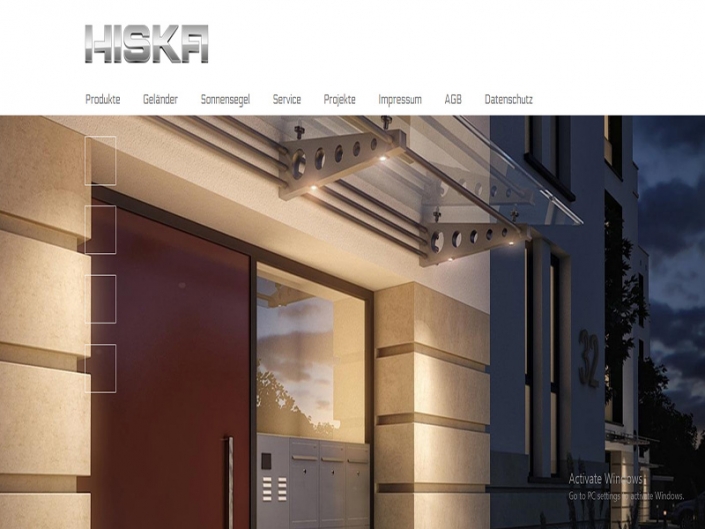 HISKA
Produkte Geländer Sonnensegel Service Projekte Impressum AGB Datenschutz
32
Activate Windows
Go to PC settings to activate Windows.